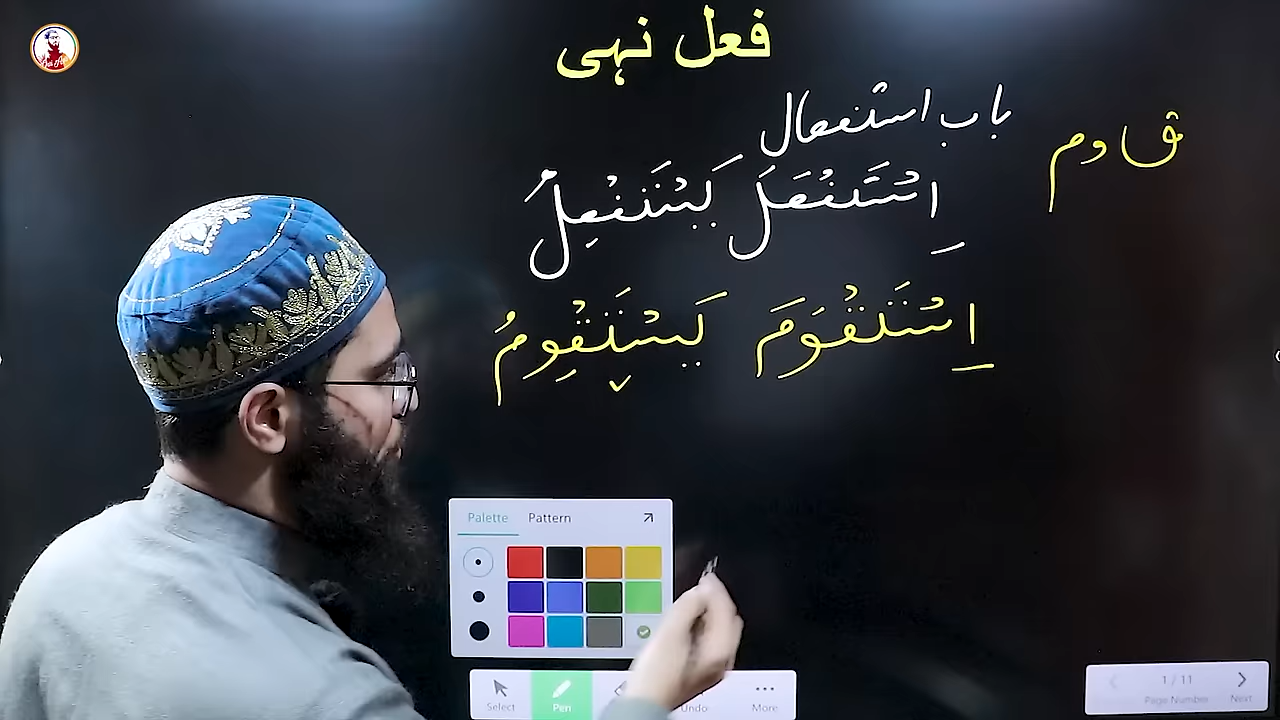 فعل نہی
باب استفعال
ق و م
اِسْتَفْعَلَ يَسْتَفْعِلُ
اِسْتَقْوَمَ يَسْتَقْوِمُ
Palette Pattern
Select Pen Undo More
1 / 11
Page Number Next